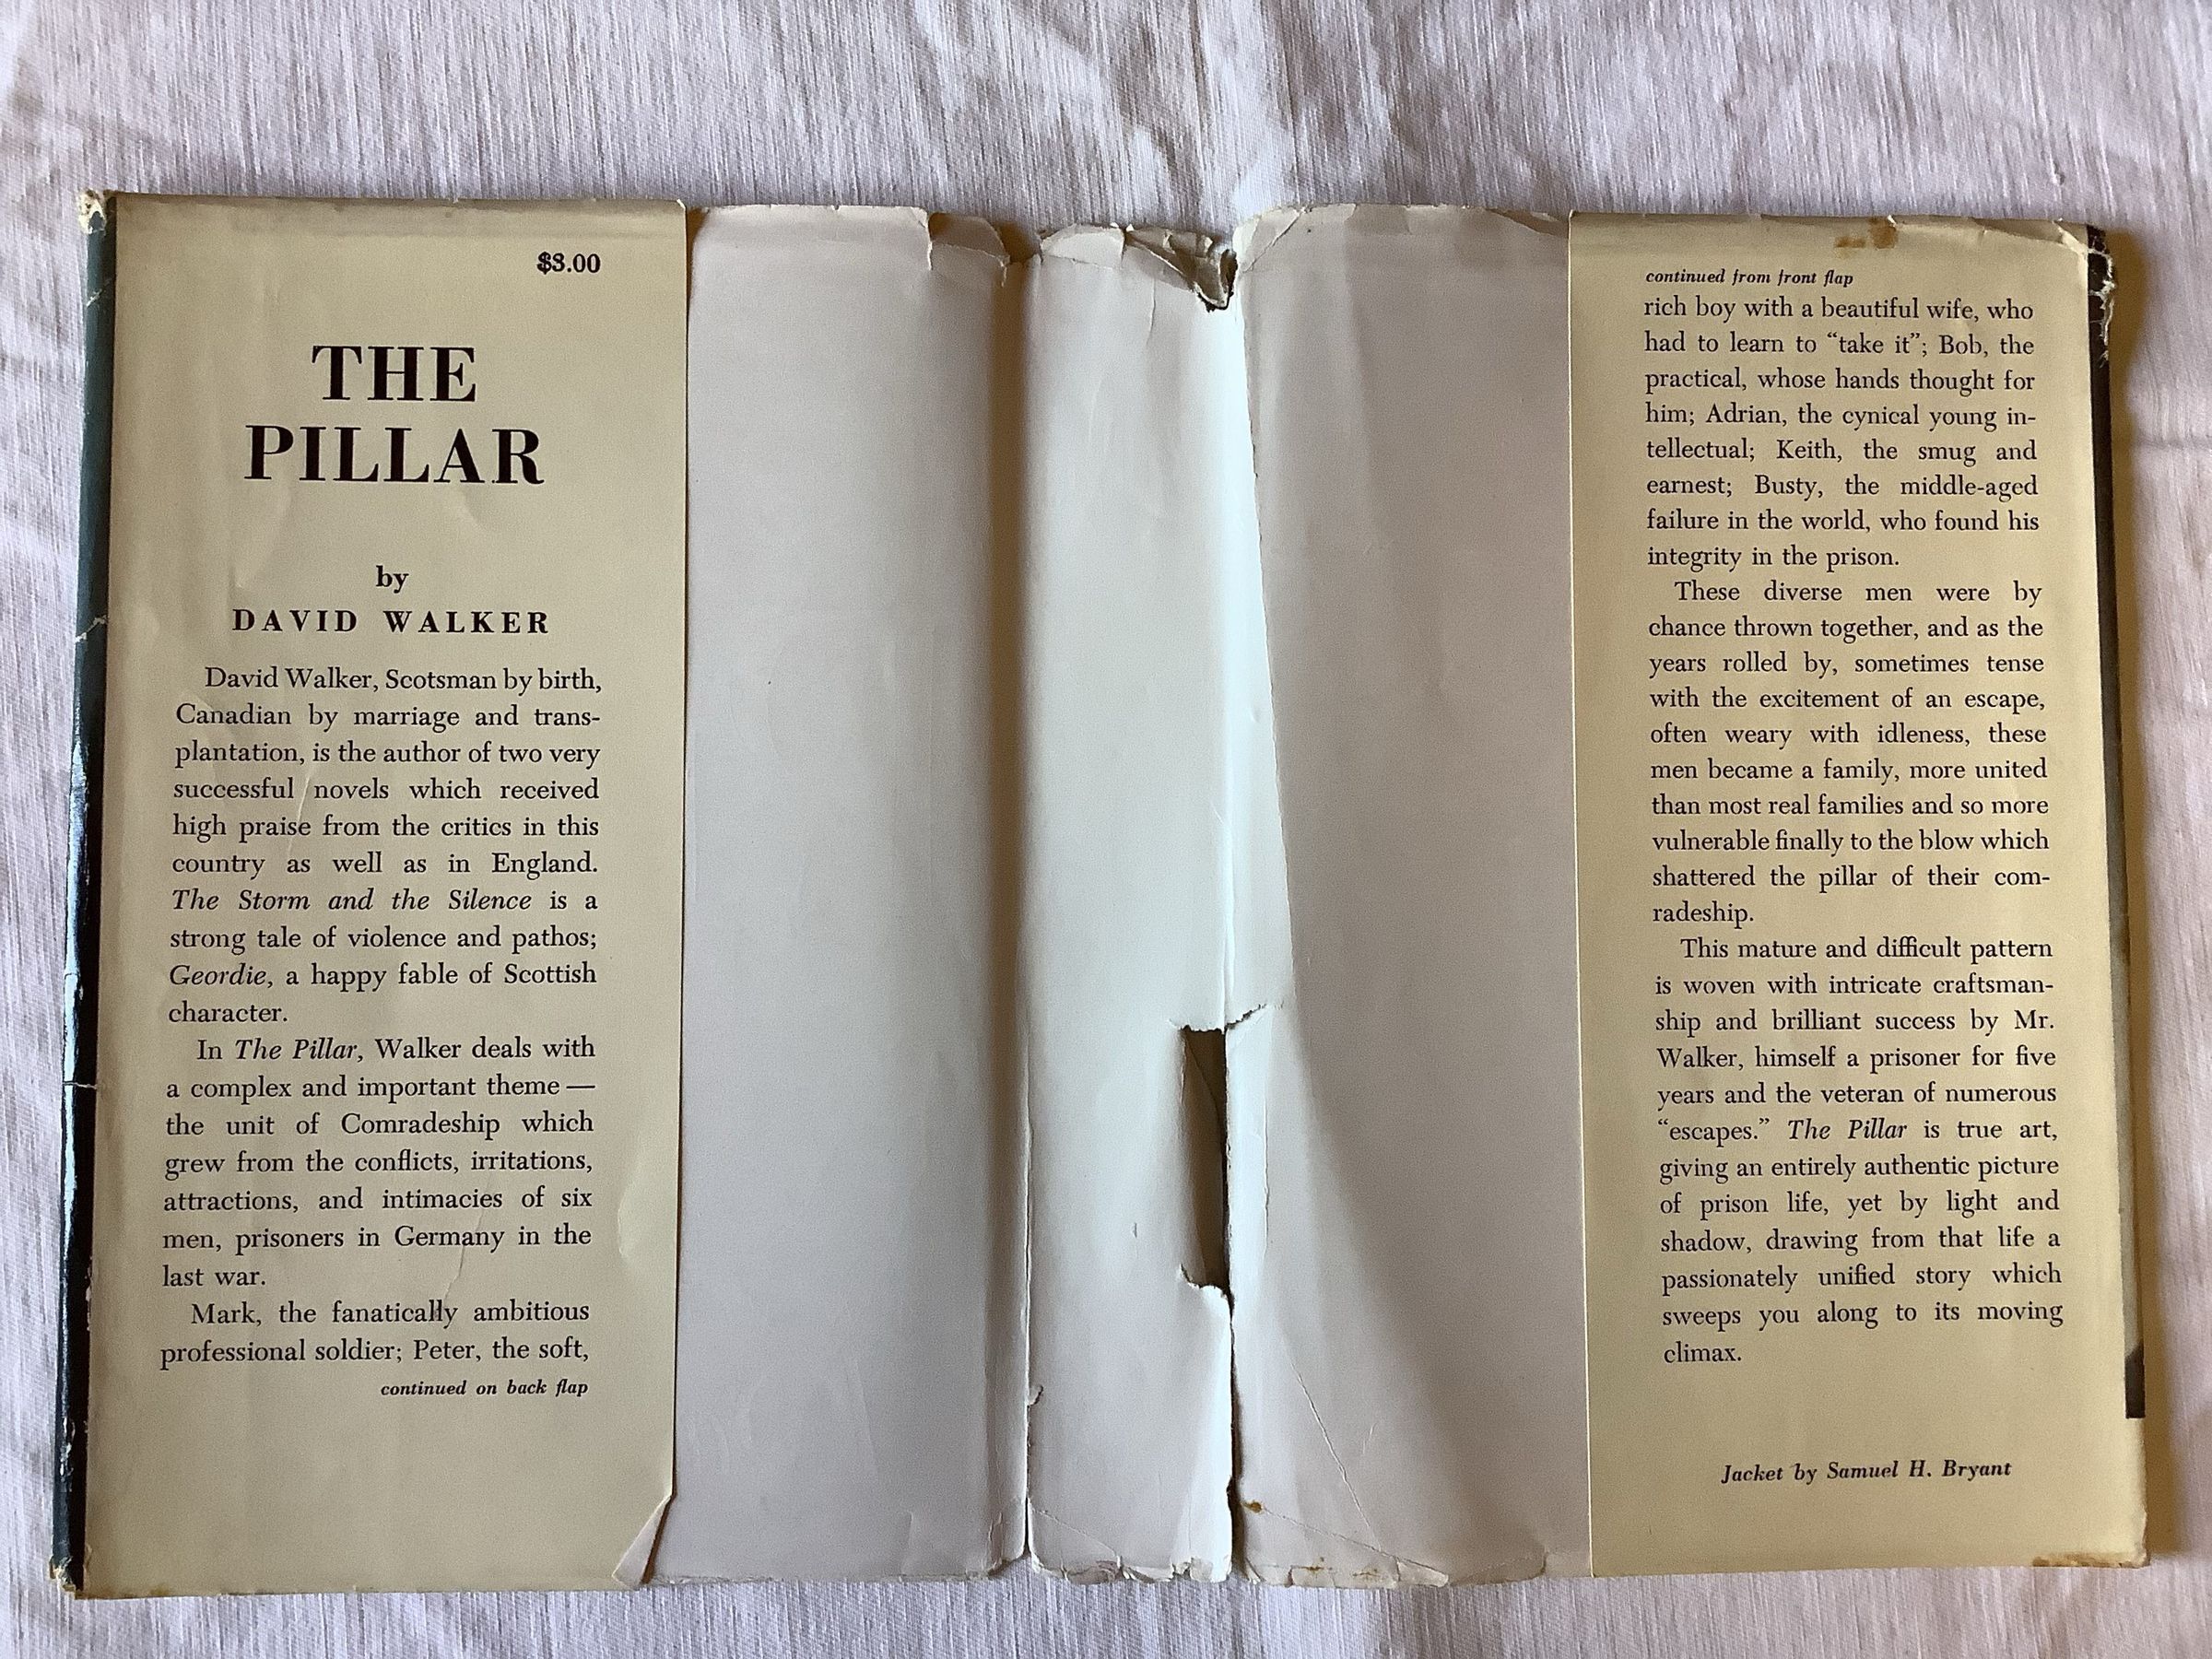 $3.00
THE
PILLAR
by
DAVID WALKER
David Walker, Scotsman by birth,
Canadian by marriage and trans-
plantation, is the author of two very
successful novels which received
high praise from the critics in this
country as well as in England.
The Storm and the Silence is a
strong tale of violence and pathos;
Geordie, a happy fable of Scottish
character.
In The Pillar, Walker deals with
a complex and important theme —
the unit of Comradeship which
grew from the conflicts, irritations,
attractions, and intimacies of six
men, prisoners in Germany in the
last war.
Mark, the fanatically ambitious
professional soldier; Peter, the soft,
continued on back flap
continued from front flap
rich boy with a beautiful wife, who
had to learn to “take it”; Bob, the
practical, whose hands thought for
him; Adrian, the cynical young in-
tellectual; Keith, the smug and
earnest; Busty, the middle-aged
failure in the world, who found his
integrity in the prison.
These diverse men were by
chance thrown together, and as the
years rolled by, sometimes tense
with the excitement of an escape,
often weary with idleness, these
men became a family, more united
than most real families and so more
vulnerable finally to the blow which
shattered the pillar of their com-
radeship.
This mature and difficult pattern
is woven with intricate craftsman-
ship and brilliant success by Mr.
Walker, himself a prisoner for five
years and the veteran of numerous
“escapes.” The Pillar is true art,
giving an entirely authentic picture
of prison life, yet by light and
shadow, drawing from that life a
passionately unified story which
sweeps you along to its moving
climax.
Jacket by Samuel H. Bryant